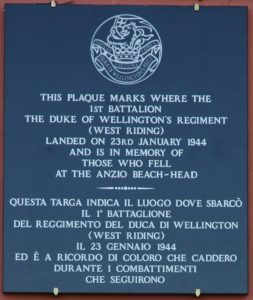 THIS PLAQUE MARKS WHERE THE
1ST BATTALION
THE DUKE OF WELLINGTON'S REGIMENT
(WEST RIDING)
LANDED ON 23RD JANUARY 1944
AND IS IN MEMORY OF
THOSE WHO FELL
AT THE ANZIO BEACH-HEAD
QUESTA TARGA INDICA IL LUOGO DOVE SBARCÒ
IL 1° BATTAGLIONE
DEL REGGIMENTO DEL DUCA DI WELLINGTON
(WEST RIDING)
IL 23 GENNAIO 1944
ED È A RICORDO DI COLORO CHE CADDERO
DURANTE I COMBATTIMENTI
CHE SEGUIRONO